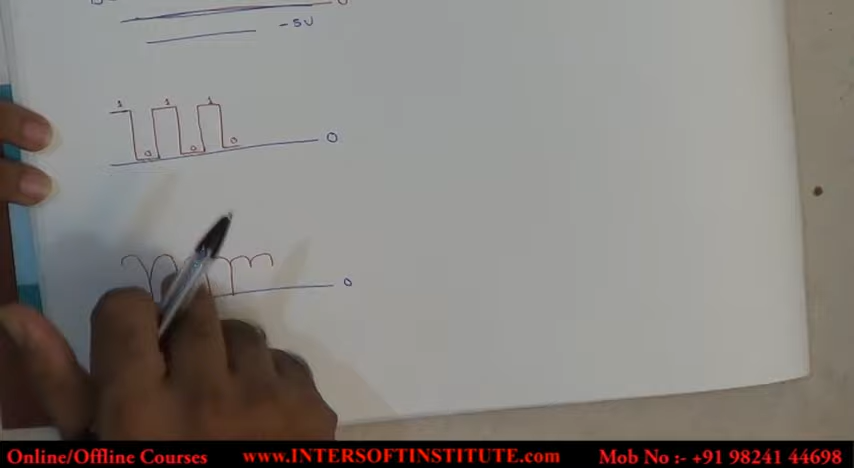 0
-5V
1 1 1
0 0 0 0
0
Online/Offline Courses www.INTERSOFTINSTITUTE.com Mob No :- +91 98241 44698